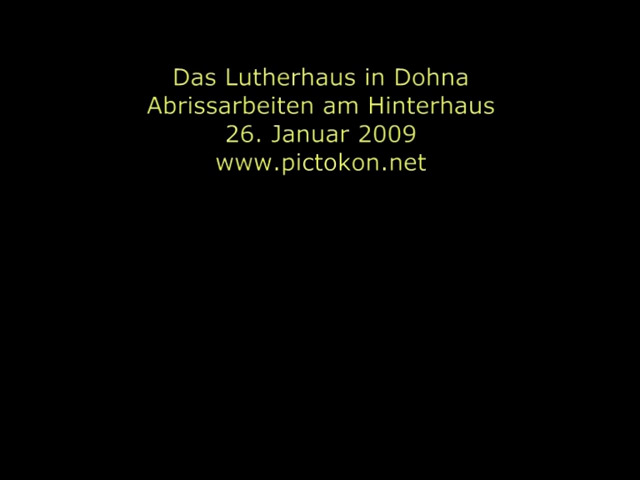 Das Lutherhaus in Dohna
Abrissarbeiten am Hinterhaus
26. Januar 2009
www.pictokon.net